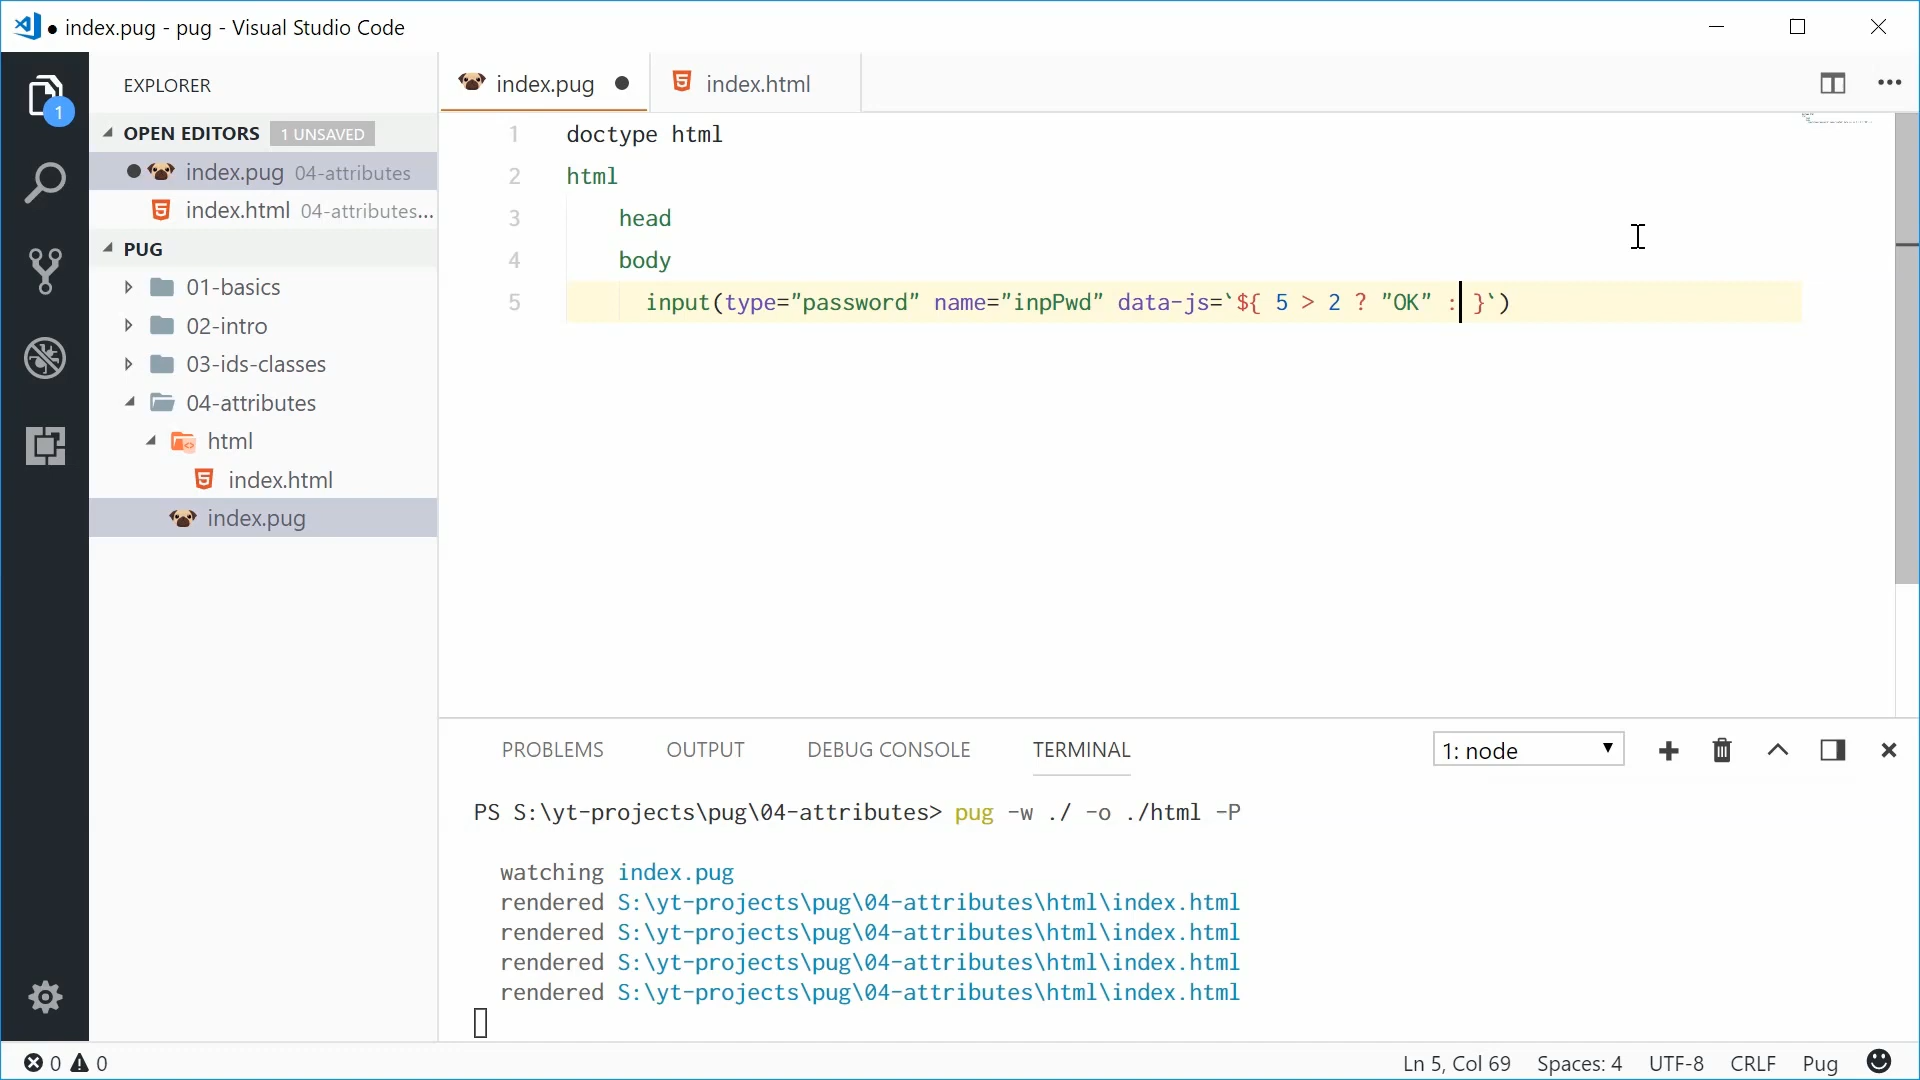 ● index.pug - pug - Visual Studio Code
EXPLORER
OPEN EDITORS 1 UNSAVED
index.pug 04-attributes
index.html 04-attributes...
PUG
01-basics
02-intro
03-ids-classes
04-attributes
html
index.html
index.pug
1
index.pug ●
index.html
1 doctype html
2 html
3 head
4 body
5 input(type="password" name="inpPwd" data-js=`${ 5 > 2 ? "OK" : }`)
PROBLEMS OUTPUT DEBUG CONSOLE TERMINAL 1: node
PS S:\yt-projects\pug\04-attributes> pug -w ./ -o ./html -P
watching index.pug
rendered S:\yt-projects\pug\04-attributes\html\index.html
rendered S:\yt-projects\pug\04-attributes\html\index.html
rendered S:\yt-projects\pug\04-attributes\html\index.html
rendered S:\yt-projects\pug\04-attributes\html\index.html
0 0 Ln 5, Col 69 Spaces: 4 UTF-8 CRLF Pug